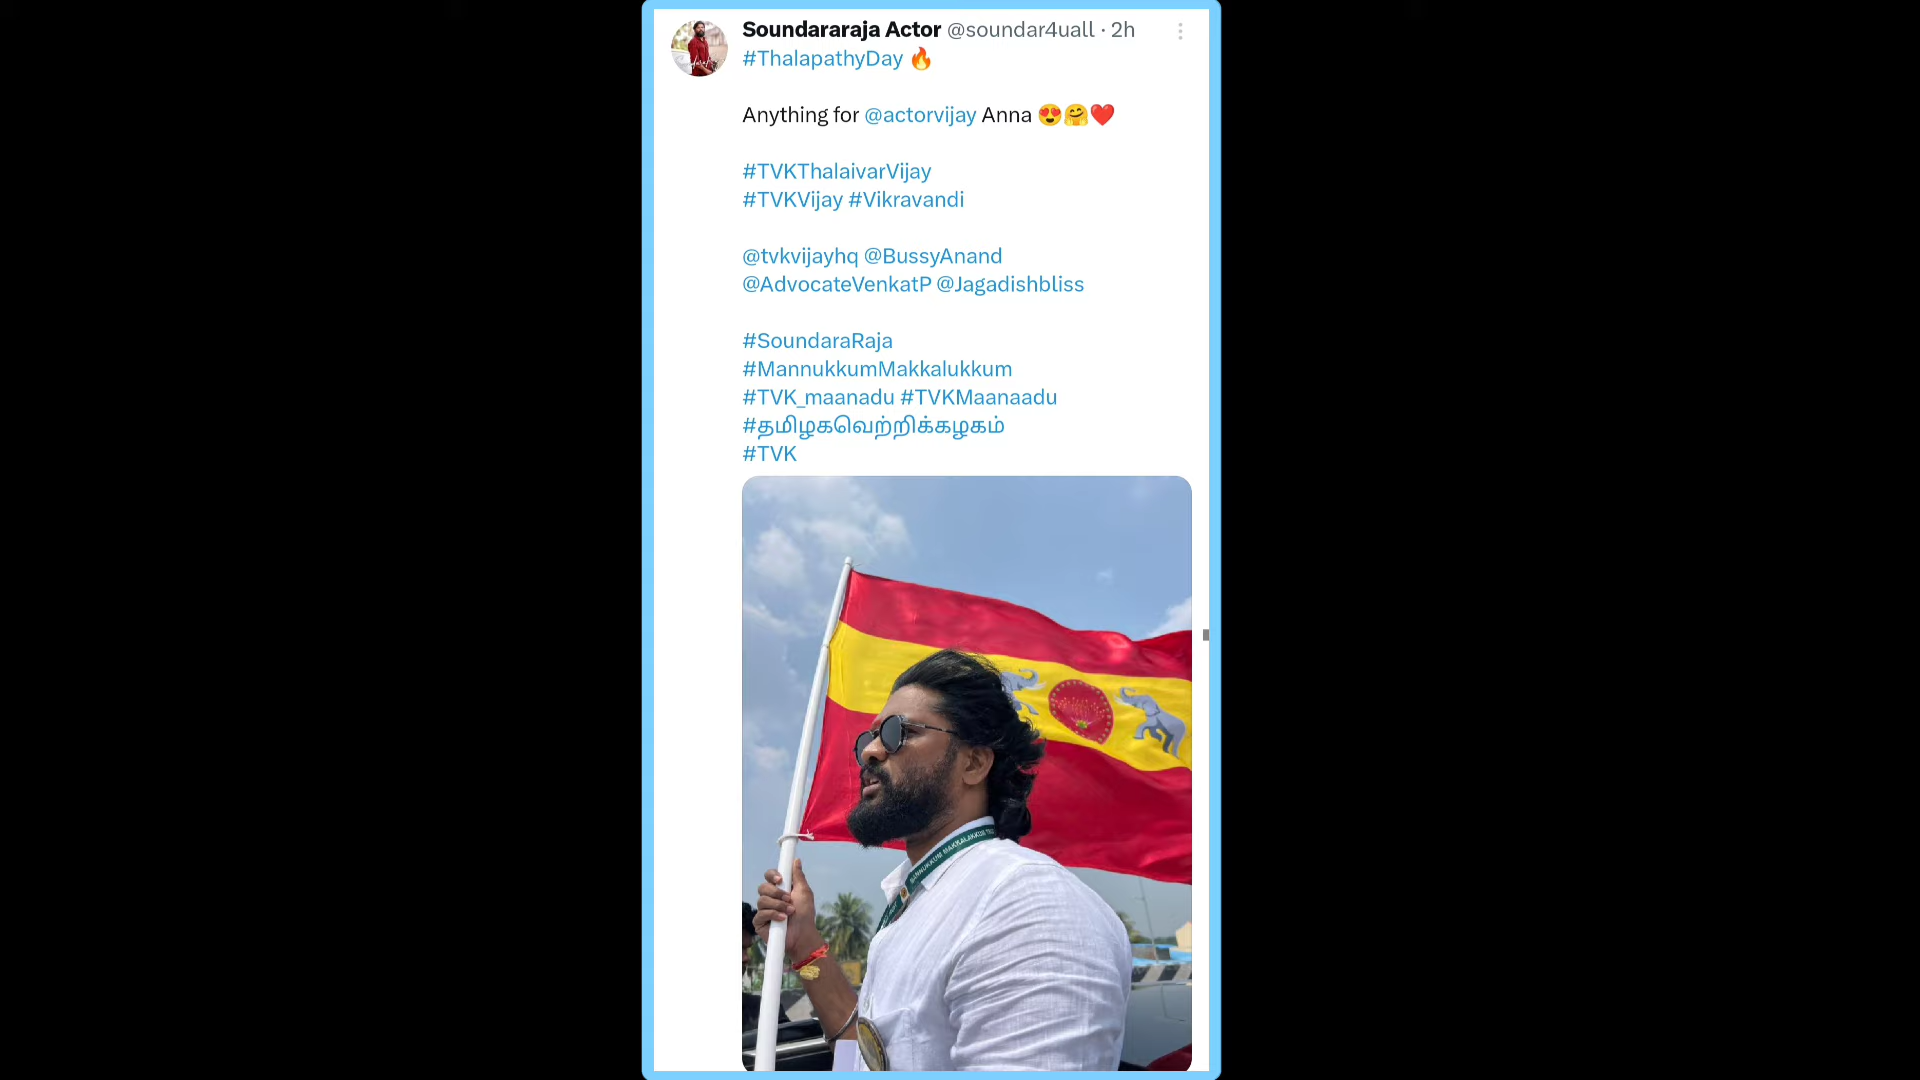 Soundararaja Actor @soundar4uall · 2h
#ThalapathyDay 🔥
Anything for @actorvijay Anna 😍🤗❤️
#TVKThalaivarVijay
#TVKVijay #Vikravandi
@tvkvijayhq @BussyAnand
@AdvocateVenkatP @Jagadishbliss
#SoundaraRaja
#MannukkumMakkalukkum
#TVK_maanadu #TVKMaanaadu
#தமிழகவெற்றிக்கழகம்
#TVK